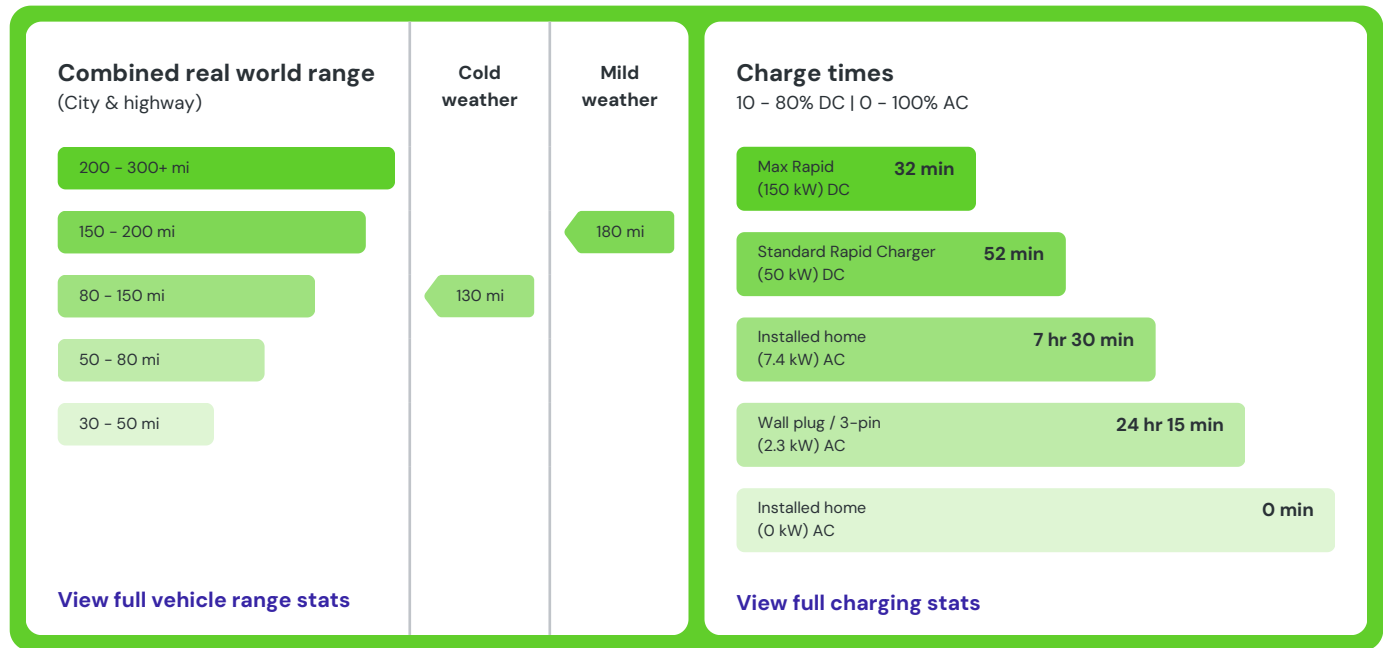 Combined real world range
(City & highway)
Cold
weather
Mild
weather
200 - 300+ mi
150 - 200 mi
180 mi
80 - 150 mi
130 mi
50 - 80 mi
30 - 50 mi
View full vehicle range stats
Charge times
10 - 80% DC | 0 - 100% AC
Max Rapid
(150 kW) DC
32 min
Standard Rapid Charger
(50 kW) DC
52 min
Installed home
(7.4 kW) AC
7 hr 30 min
Wall plug / 3-pin
(2.3 kW) AC
24 hr 15 min
Installed home
(0 kW) AC
0 min
View full charging stats